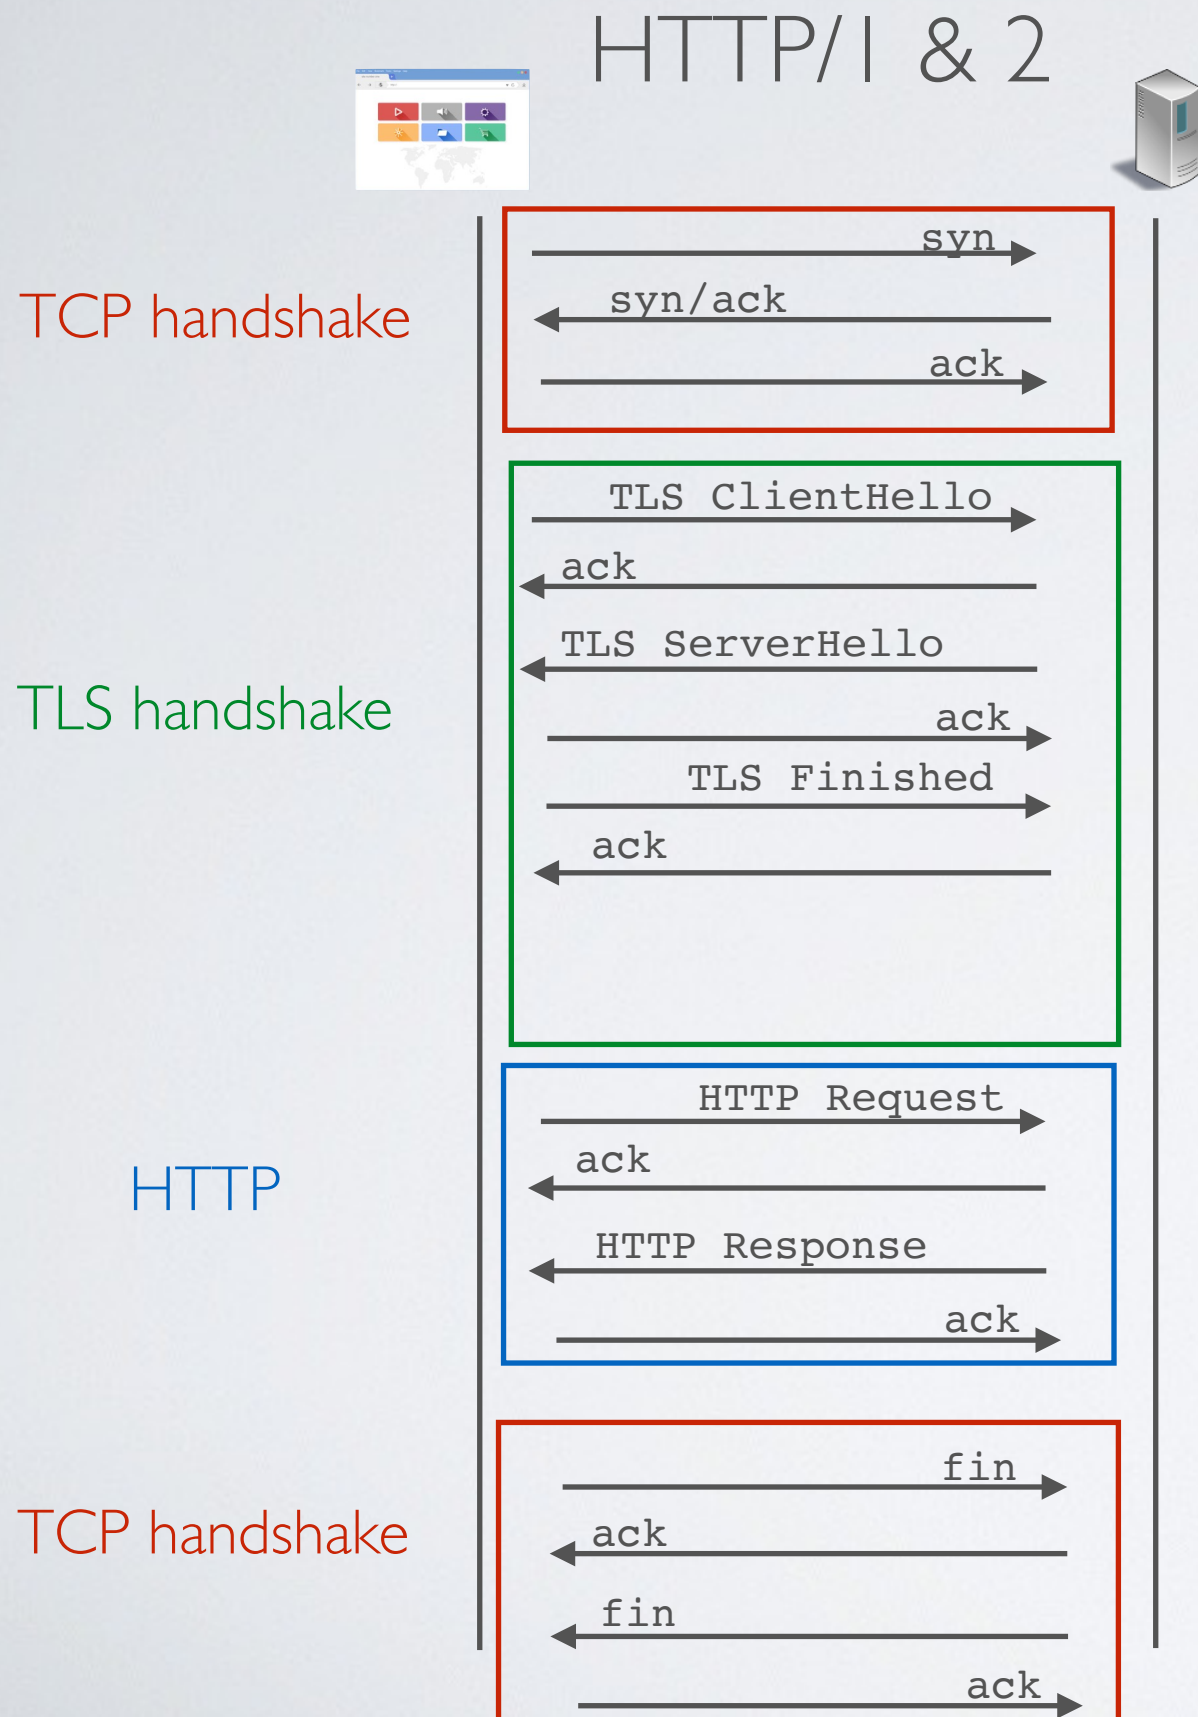 HTTP/1 & 2
TCP handshake
syn
syn/ack
ack
TLS handshake
TLS ClientHello
ack
TLS ServerHello
ack
TLS Finished
ack
HTTP
HTTP Request
ack
HTTP Response
ack
TCP handshake
fin
ack
fin
ack